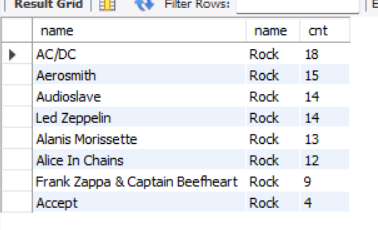 Result Grid Filter Rows: E
name name cnt
AC/DC Rock 18
Aerosmith Rock 15
Audioslave Rock 14
Led Zeppelin Rock 14
Alanis Morissette Rock 13
Alice In Chains Rock 12
Frank Zappa & Captain Beefheart Rock 9
Accept Rock 4